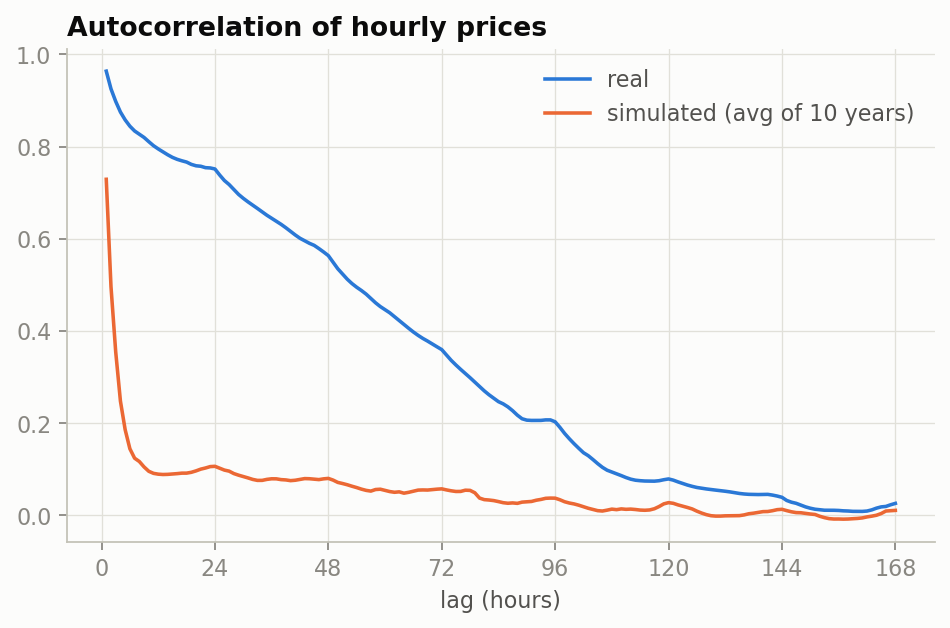 Autocorrelation of hourly prices
real
simulated (avg of 10 years)
1.0
0.8
0.6
0.4
0.2
0.0
0 24 48 72 96 120 144 168
lag (hours)